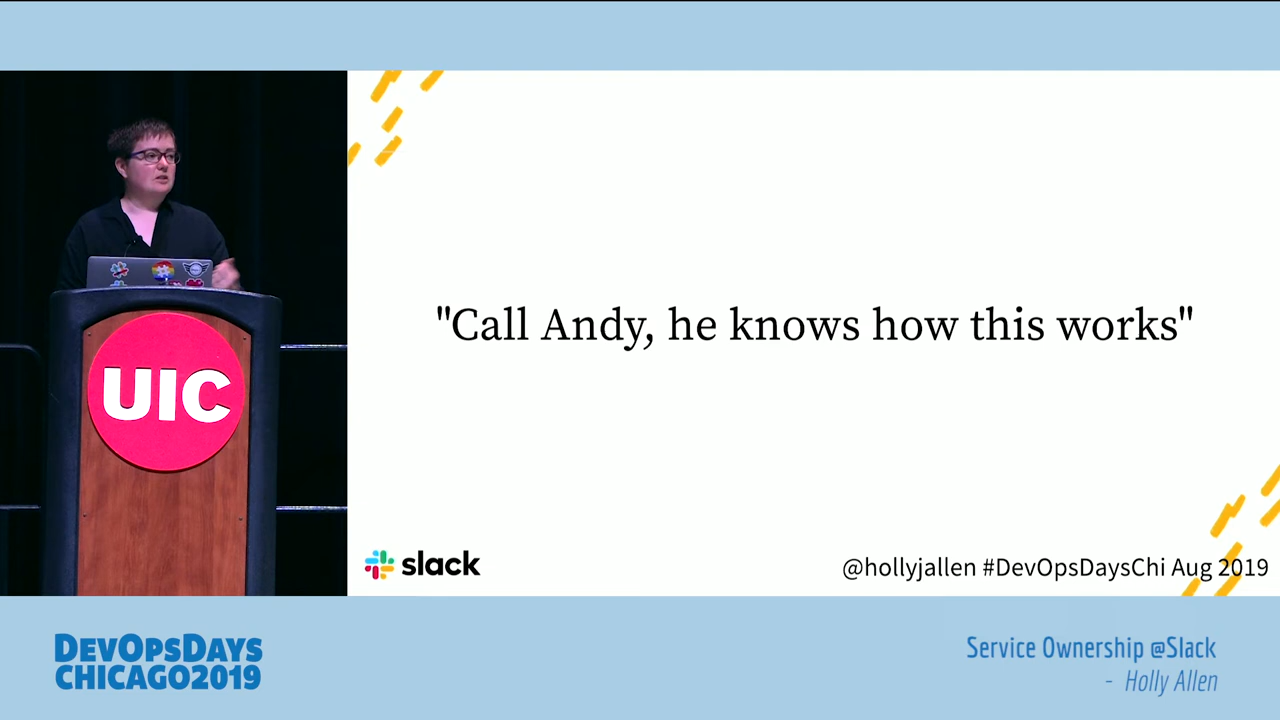 "Call Andy, he knows how this works"
UIC
slack
@hollyjallen #DevOpsDaysChi Aug 2019
DEVOPSDAYS
CHICAGO2019
Service Ownership @Slack
- Holly Allen